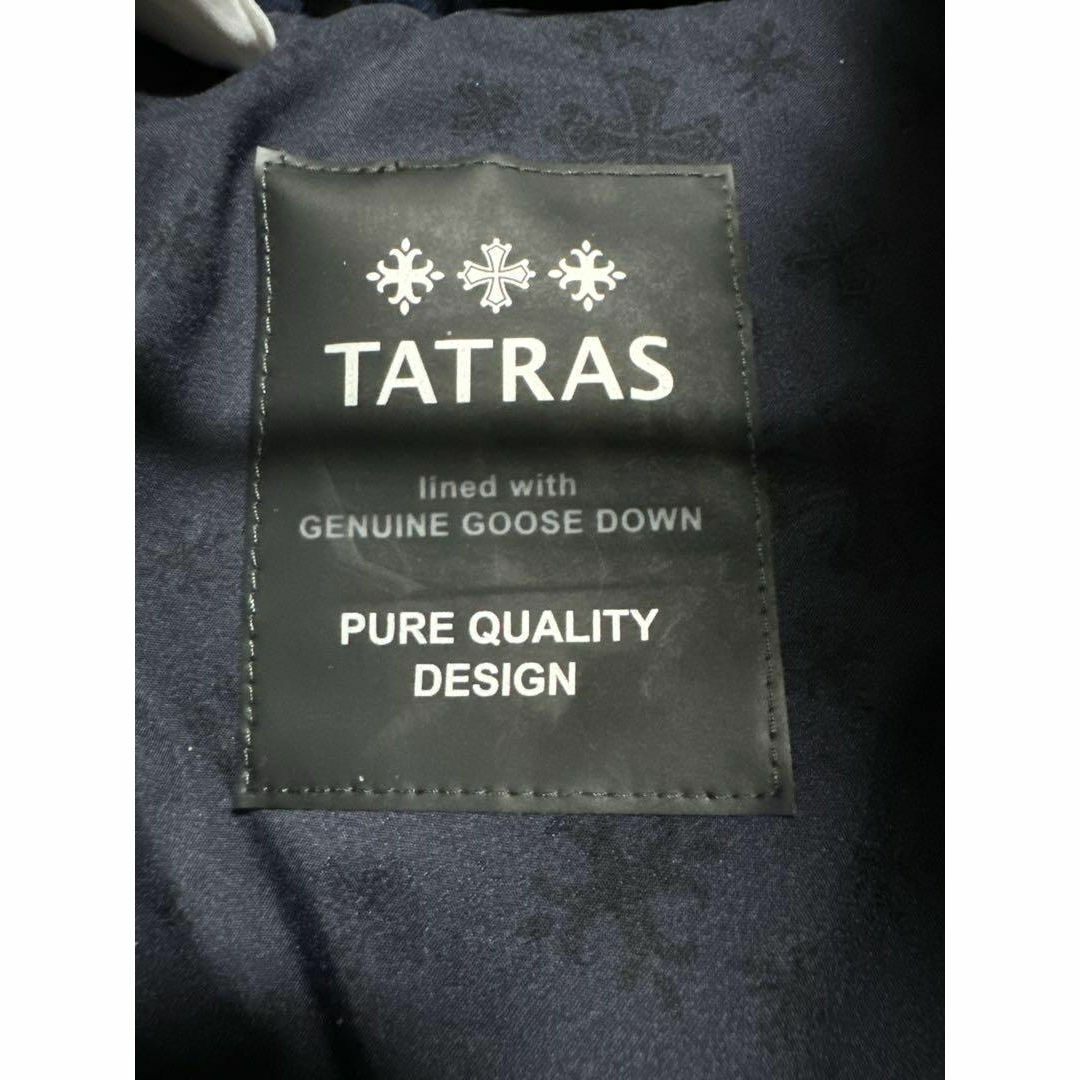 TATRAS
lined with
GENUINE GOOSE DOWN
PURE QUALITY
DESIGN